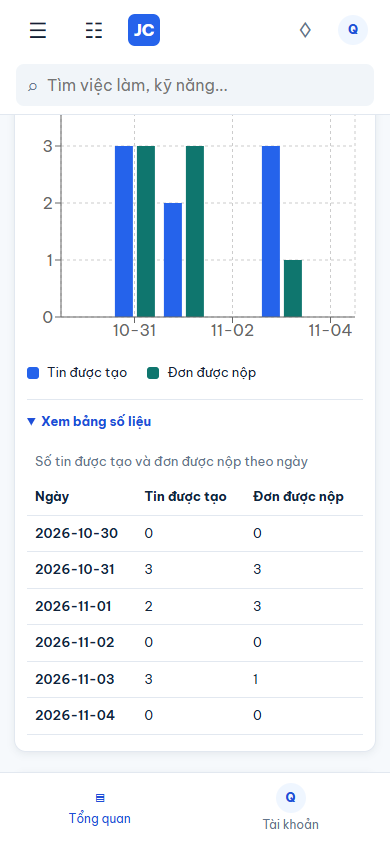 JC
Q
Tìm việc làm, kỹ năng...
3
2
1
0
10-31 11-02 11-04
Tin được tạo Đơn được nộp
Xem bảng số liệu
Số tin được tạo và đơn được nộp theo ngày
Ngày Tin được tạo Đơn được nộp
2026-10-30 0 0
2026-10-31 3 3
2026-11-01 2 3
2026-11-02 0 0
2026-11-03 3 1
2026-11-04 0 0
Q
Tổng quan Tài khoản